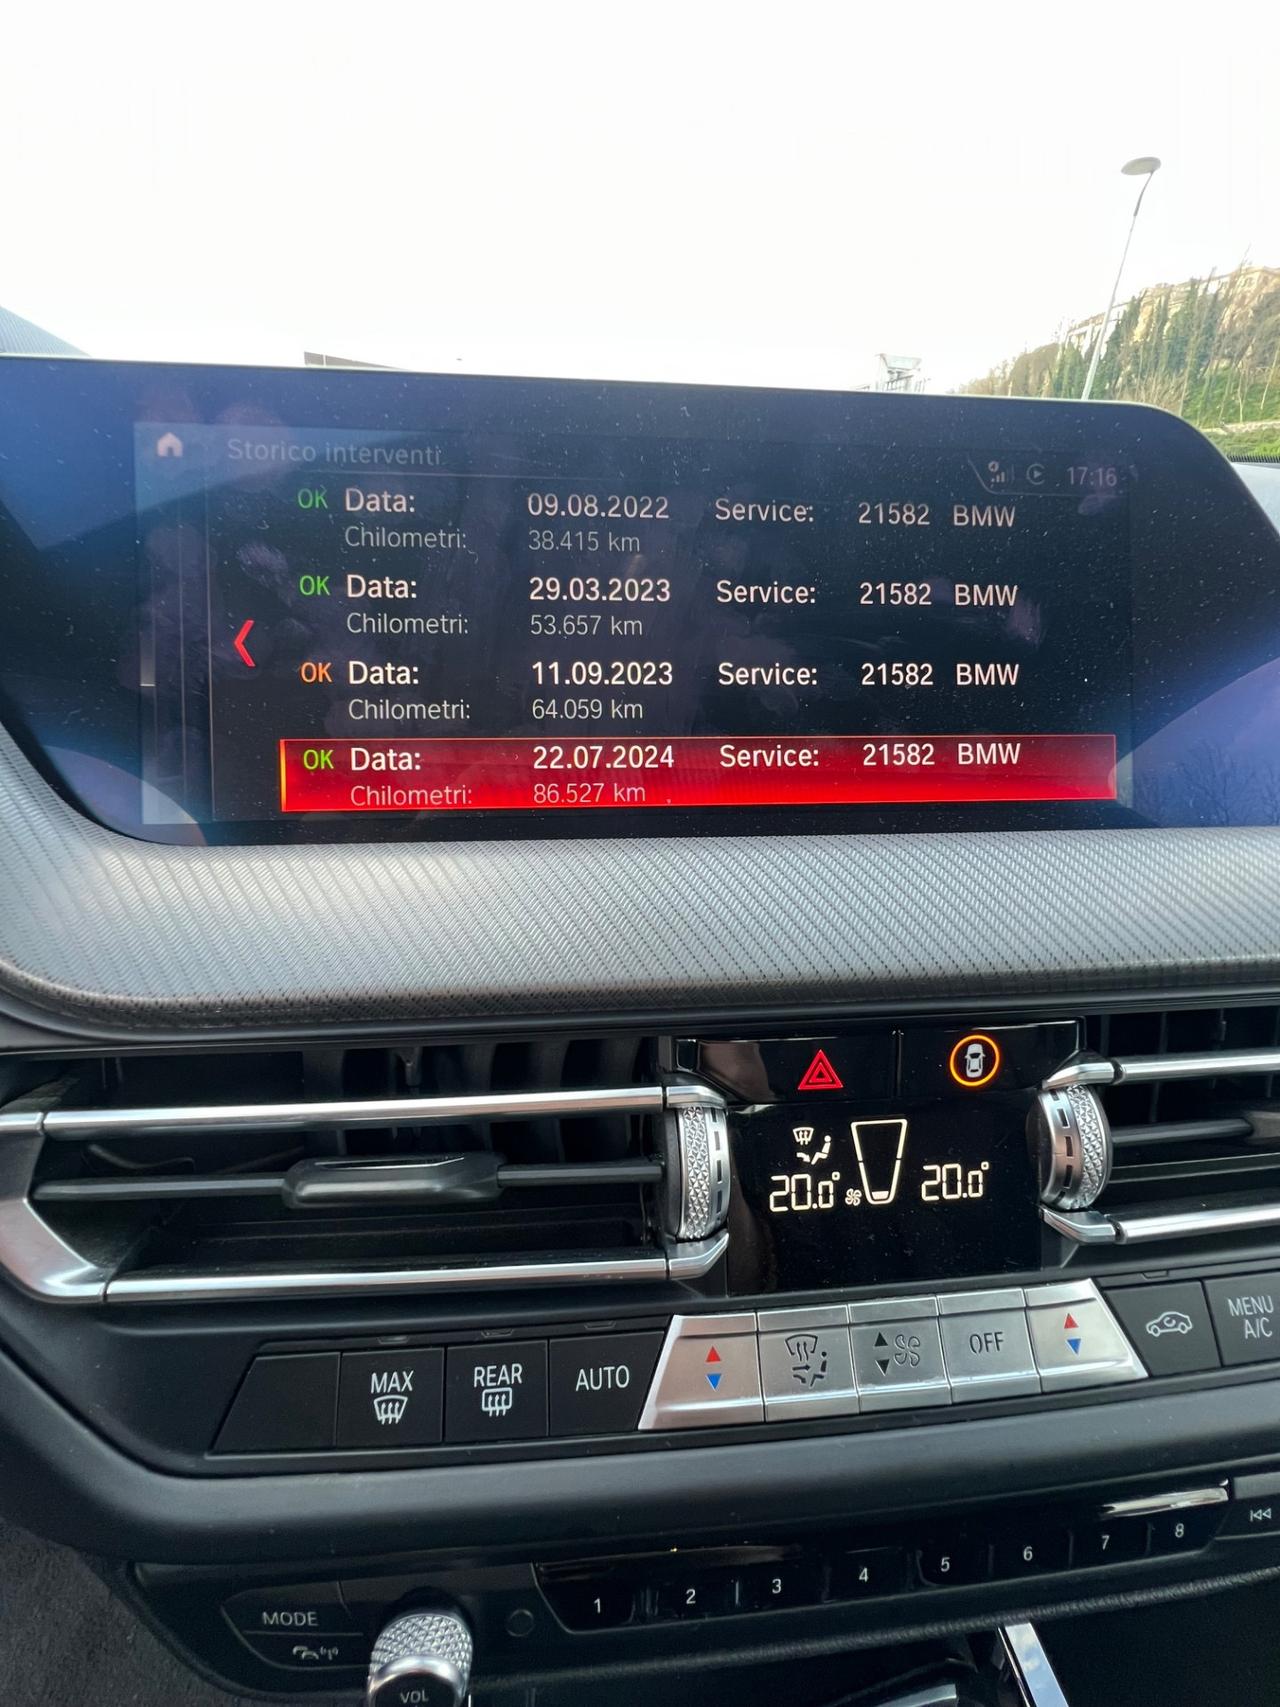 Storico interventi
17:16
OK Data: 09.08.2022 Service: 21582 BMW
Chilometri: 38.415 km
OK Data: 29.03.2023 Service: 21582 BMW
Chilometri: 53.657 km
OK Data: 11.09.2023 Service: 21582 BMW
Chilometri: 64.059 km
OK Data: 22.07.2024 Service: 21582 BMW
Chilometri: 86.527 km
20.0° 20.0°
MAX
REAR
AUTO
OFF
MENU
A/C
1 2 3 4 5 6 7 8
MODE
VOL